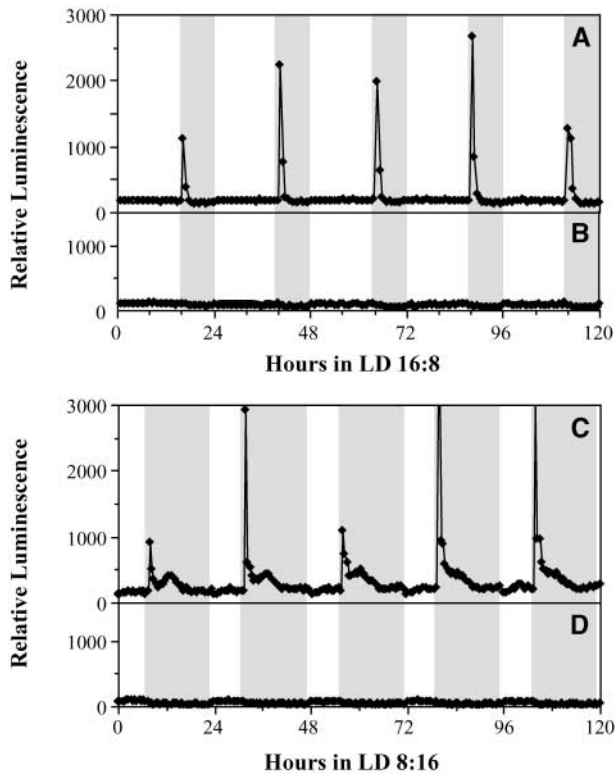 Relative Luminescence
3000
2000
1000
0
A
1000
0
B
0 24 48 72 96 120
Hours in LD 16:8
Relative Luminescence
3000
2000
1000
0
C
1000
0
D
0 24 48 72 96 120
Hours in LD 8:16